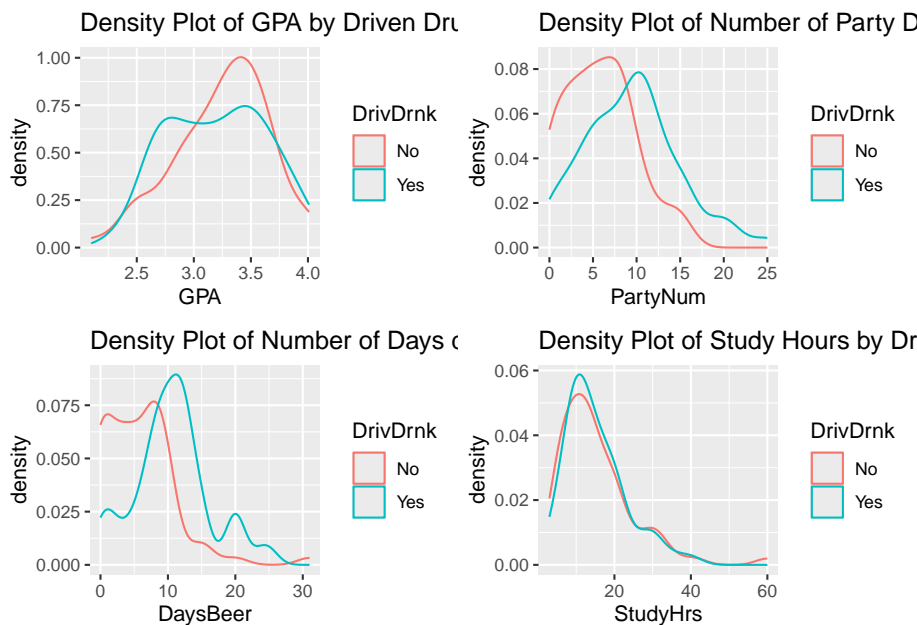 Density Plot of GPA by Driven Dru
1.00
0.75
0.50
0.25
0.00
density
2.5 3.0 3.5 4.0
GPA
DrivDrnk
No
Yes
Density Plot of Number of Party D
0.08
0.06
0.04
0.02
0.00
density
0 5 10 15 20 25
PartyNum
DrivDrnk
No
Yes
Density Plot of Number of Days o
0.075
0.050
0.025
0.000
density
0 10 20 30
DaysBeer
DrivDrnk
No
Yes
Density Plot of Study Hours by Dr
0.06
0.04
0.02
0.00
density
20 40 60
StudyHrs
DrivDrnk
No
Yes